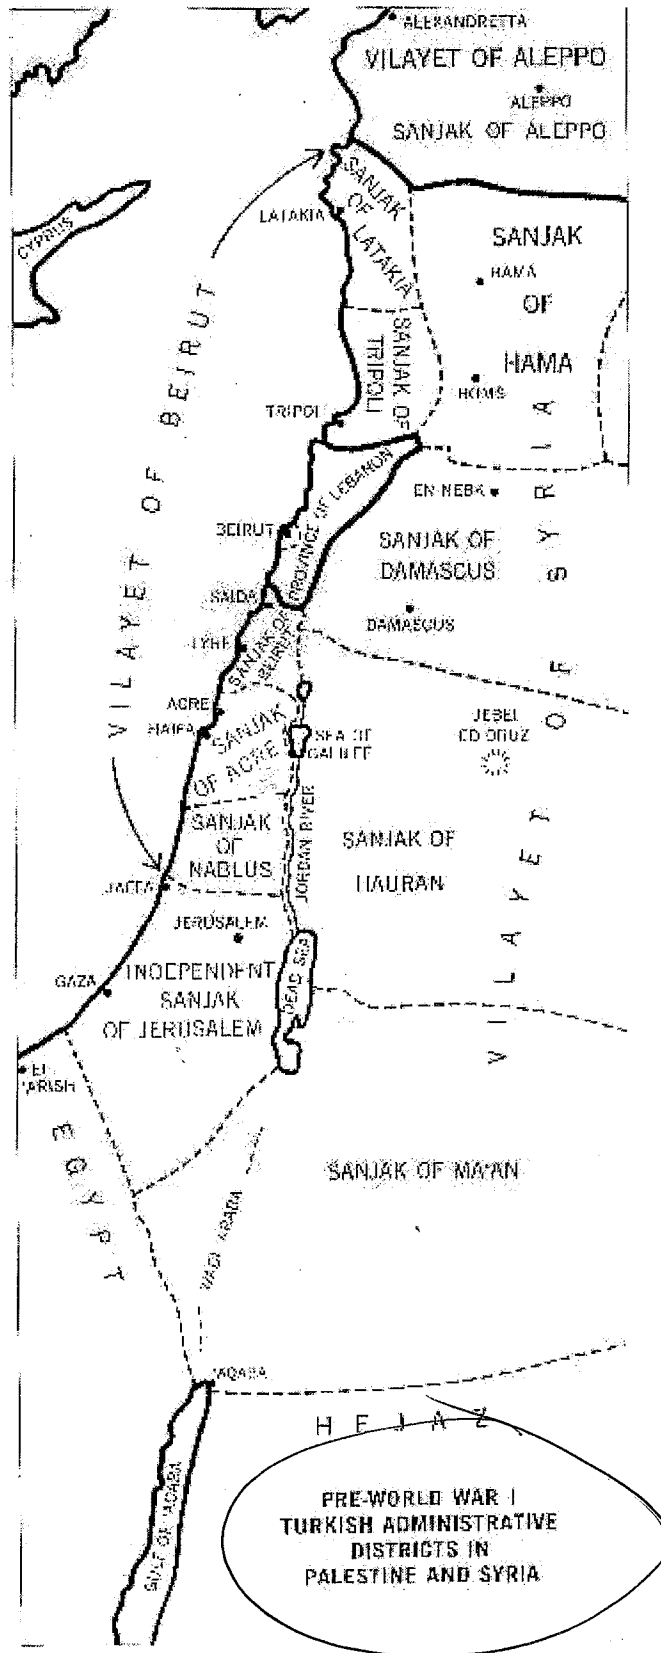 ALEXANDRETTA
VILAYET OF ALEPPO
ALEPPO
SANJAK OF ALEPPO
SANJAK
OF
LATAKIA
LATAKIA
CYPRUS
SANJAK
HAMA
OF
HAMA
HOMS
VILAYET OF BEIRUT
SANJAK OF
TRIPOLI
TRIPOLI
PROVINCE OF LEBANON
EN NEBK
BEIRUT
SANJAK OF
DAMASCUS
VILAYET OF SYRIA
SAIDA
DAMASCUS
TYRE
SANJAK OF
BEIRUT
ACRE
HAIFA
SANJAK
OF ACRE
SEA OF
GALILEE
JEBEL
ED DRUZ
JORDAN RIVER
SANJAK
OF
NABLUS
SANJAK OF
HAURAN
JAFFA
JERUSALEM
DEAD SEA
GAZA
INDEPENDENT
SANJAK
OF JERUSALEM
EL
'ARISH
EGYPT
SANJAK OF MA'AN
WADI ARABA
'AQABA
HEJAZ
GULF OF 'AQABA
PRE-WORLD WAR I
TURKISH ADMINISTRATIVE
DISTRICTS IN
PALESTINE AND SYRIA